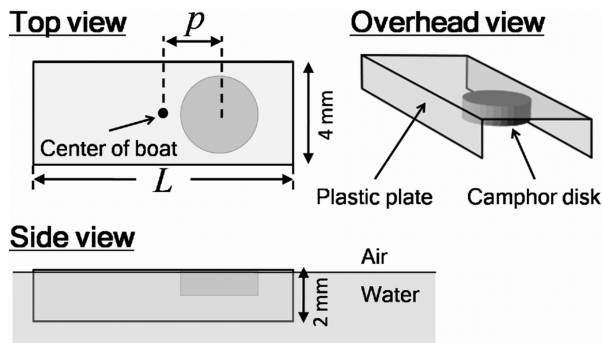 Top view
p
Center of boat
4 mm
L
Overhead view
Plastic plate
Camphor disk
Side view
Air
Water
2 mm